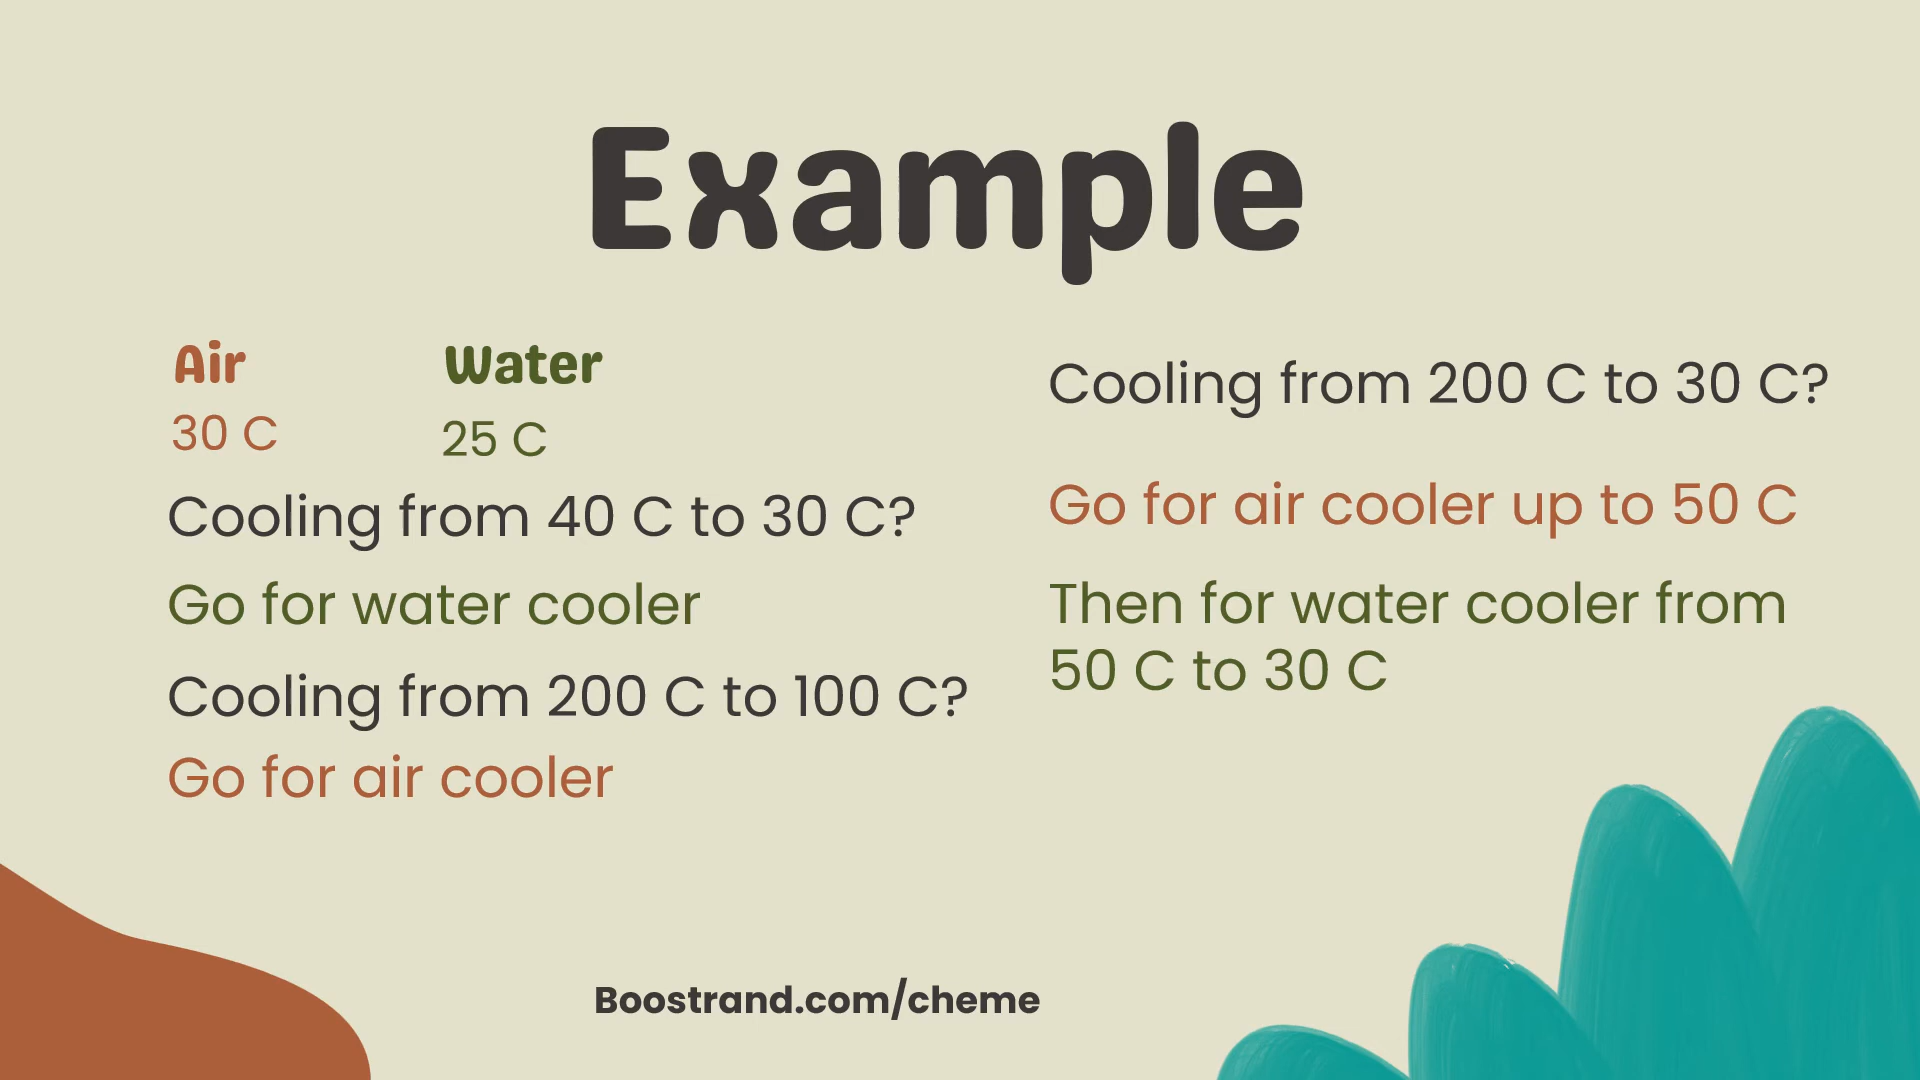 Example
Air
Water
30 C
25 C
Cooling from 40 C to 30 C?
Go for water cooler
Cooling from 200 C to 100 C?
Go for air cooler
Cooling from 200 C to 30 C?
Go for air cooler up to 50 C
Then for water cooler from
50 C to 30 C
Boostrand.com/cheme